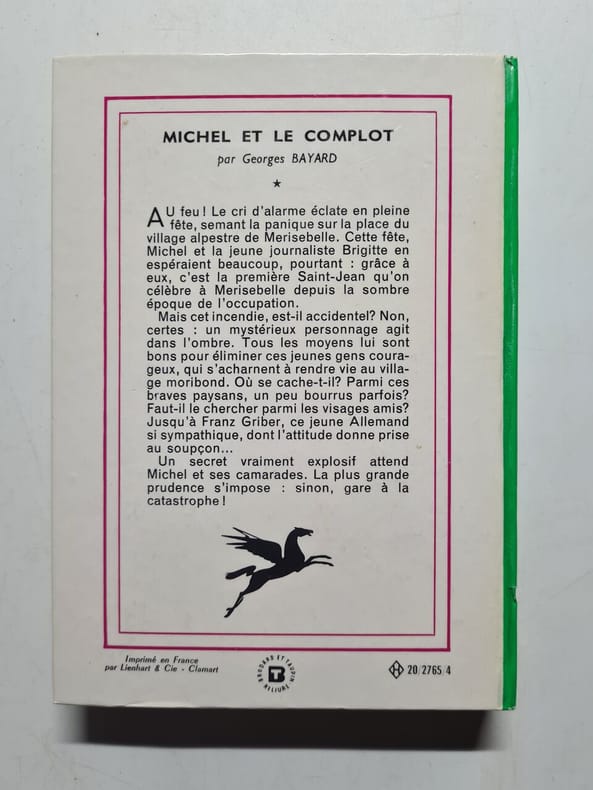 MICHEL ET LE COMPLOT
par Georges BAYARD
AU feu ! Le cri d'alarme éclate en pleine
fête, semant la panique sur la place du
village alpestre de Merisebelle. Cette fête,
Michel et la jeune journaliste Brigitte en
espéraient beaucoup, pourtant : grâce à
eux, c'est la première Saint-Jean qu'on
célèbre à Merisebelle depuis la sombre
époque de l'occupation.
Mais cet incendie, est-il accidentel? Non,
certes : un mystérieux personnage agit
dans l'ombre. Tous les moyens lui sont
bons pour éliminer ces jeunes gens coura-
geux, qui s'acharnent à rendre vie au villa-
ge moribond. Où se cache-t-il? Parmi ces
braves paysans, un peu bourrus parfois?
Faut-il le chercher parmi les visages amis?
Jusqu'à Franz Griber, ce jeune Allemand
si sympathique, dont l'attitude donne prise
au soupçon...
Un secret vraiment explosif attend
Michel et ses camarades. La plus grande
prudence s'impose : sinon, gare à la
catastrophe !
Imprimé en France
par Lienhart & Cie - Clamart
BRODARD ET TAUPIN
BT
RELIURE
H 20/2765/4